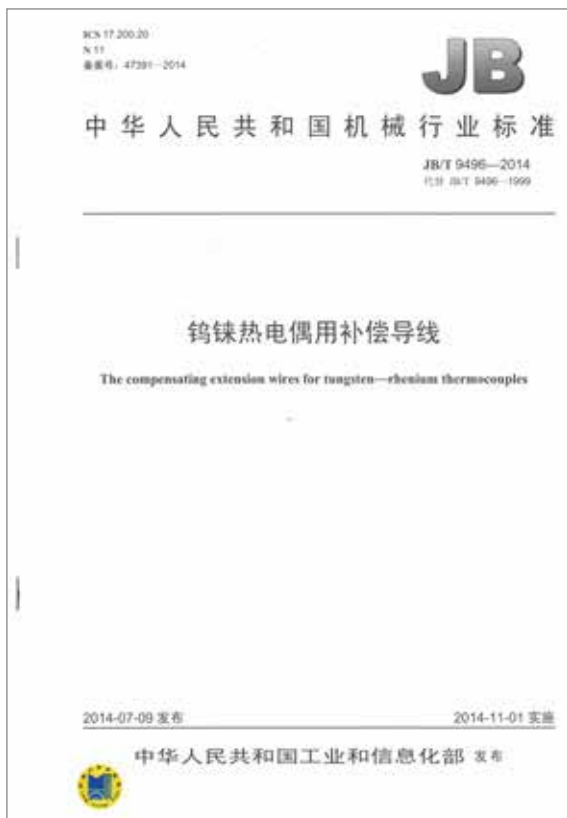 ICS 17.200.20
N 11
备案号：47391—2014
JB
中华人民共和国机械行业标准
JB/T 9496—2014
代替 JB/T 9496—1999
钨铼热电偶用补偿导线
The compensating extension wires for tungsten—rhenium thermocouples
2014-07-09 发布
2014-11-01 实施
中华人民共和国工业和信息化部 发布